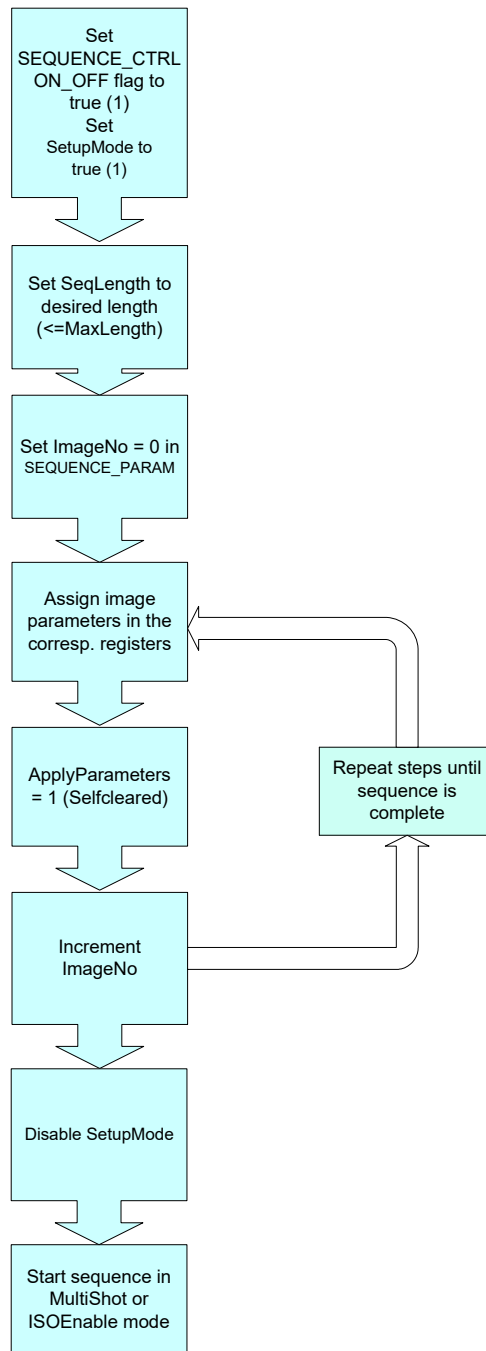 Set
SEQUENCE_CTRL
ON_OFF flag to
true (1)
Set
SetupMode to
true (1)
Set SeqLength to
desired length
(<=MaxLength)
Set ImageNo = 0 in
SEQUENCE_PARAM
Assign image
parameters in the
corresp. registers
ApplyParameters
= 1 (Selfcleared)
Repeat steps until
sequence is
complete
Increment
ImageNo
Disable SetupMode
Start sequence in
MultiShot or
ISOEnable mode